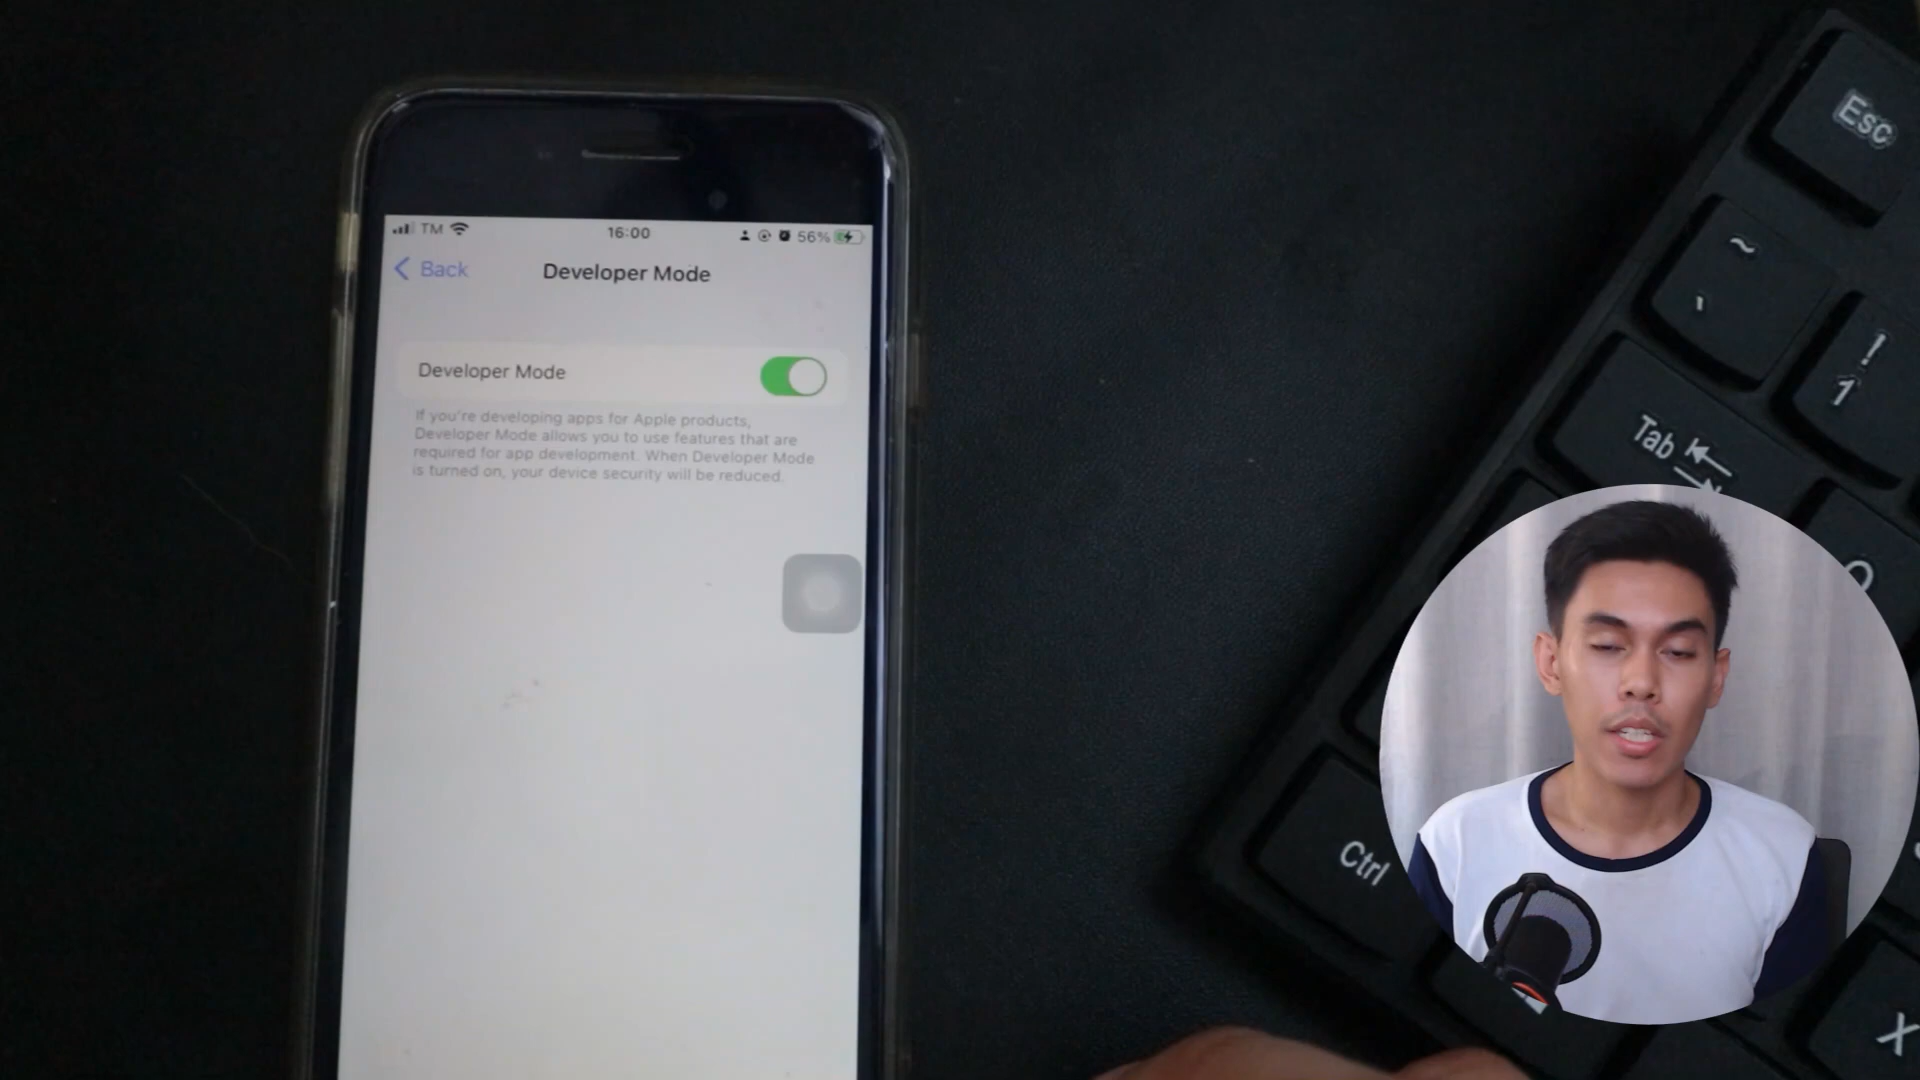 TM
16:00
56%
Back
Developer Mode
Developer Mode
If you're developing apps for Apple products,
Developer Mode allows you to use features that are
required for app development. When Developer Mode
is turned on, your device security will be reduced.
Esc
~
!
1
Tab
Q
Ctrl
X